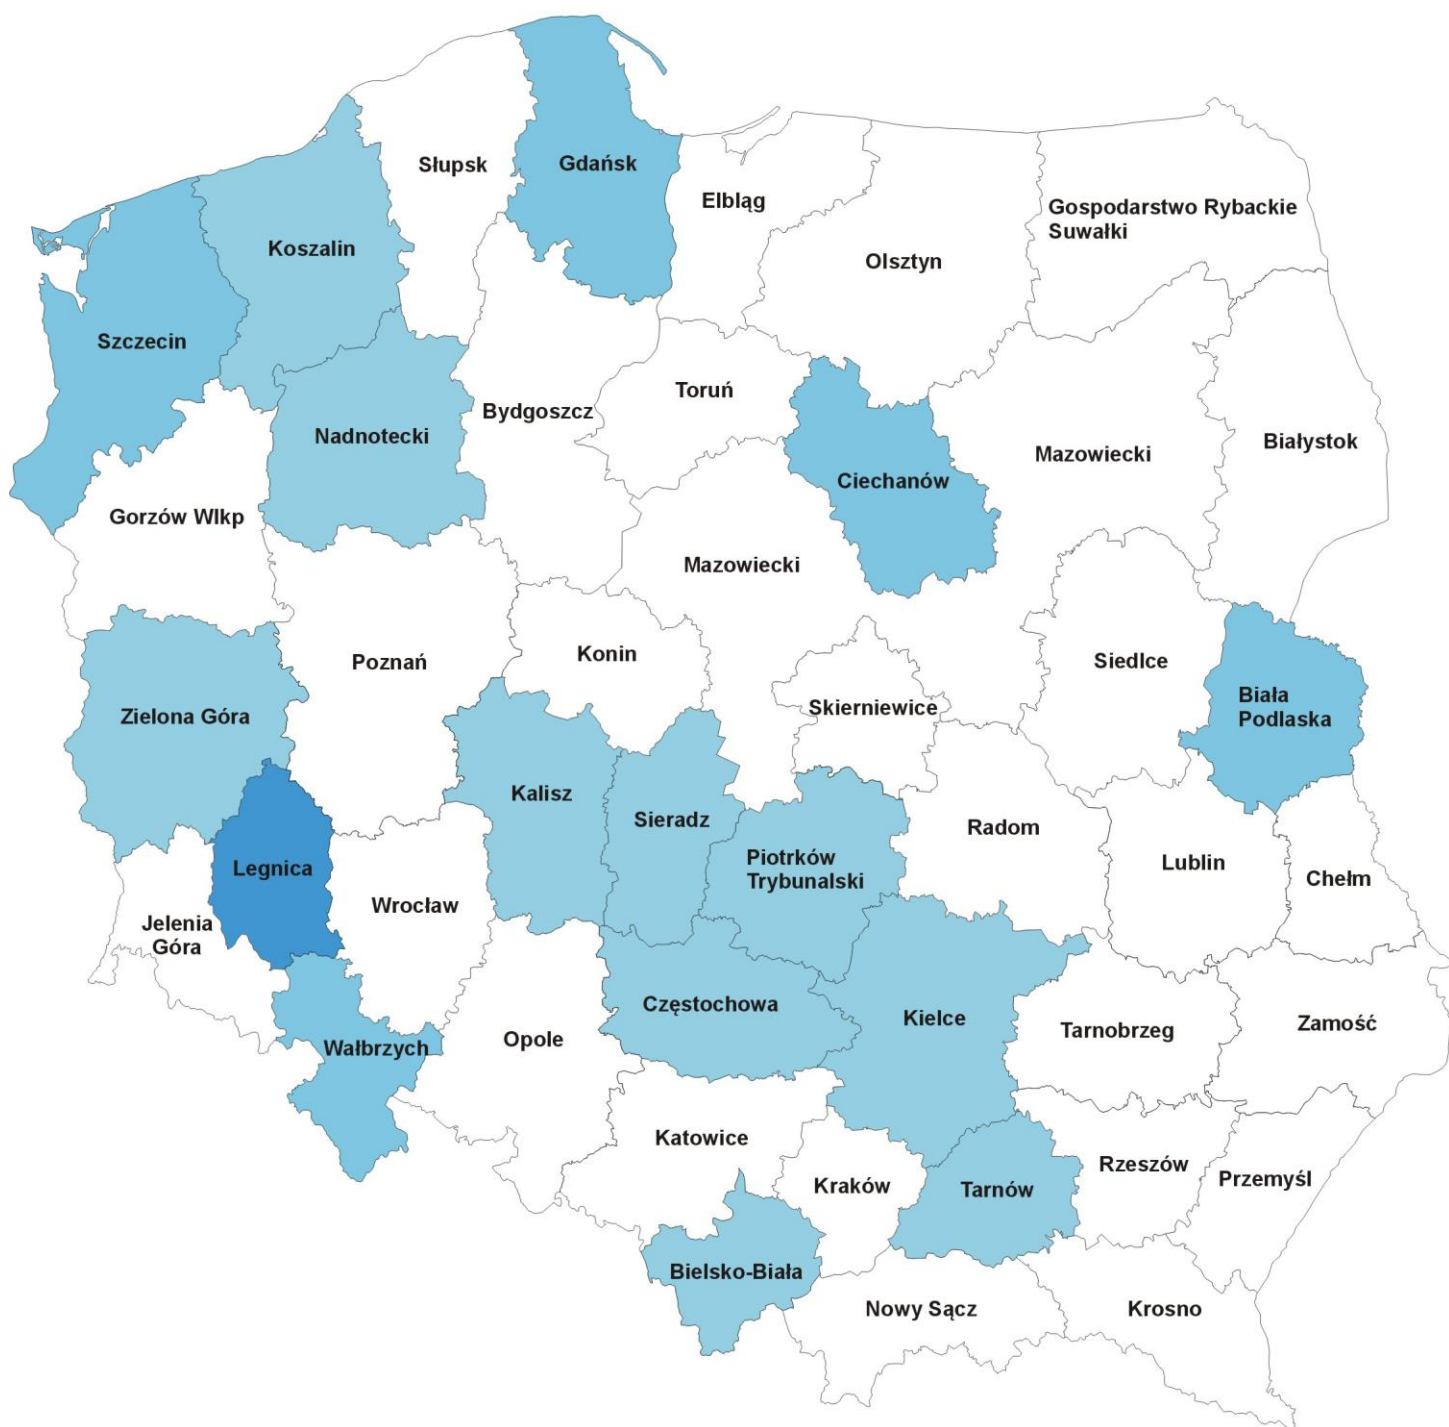 Słupsk
Gdańsk
Elbląg
Gospodarstwo Rybackie
Suwałki
Koszalin
Olsztyn
Szczecin
Toruń
Bydgoszcz
Nadnotecki
Białystok
Mazowiecki
Ciechanów
Gorzów Wlkp
Mazowiecki
Konin
Poznań
Siedlce
Biała
Podlaska
Skierniewice
Zielona Góra
Kalisz
Sieradz
Radom
Piotrków
Trybunalski
Lublin
Chełm
Legnica
Wrocław
Jelenia
Góra
Częstochowa
Kielce
Zamość
Tarnobrzeg
Opole
Wałbrzych
Katowice
Rzeszów
Przemyśl
Kraków
Tarnów
Bielsko-Biała
Nowy Sącz
Krosno